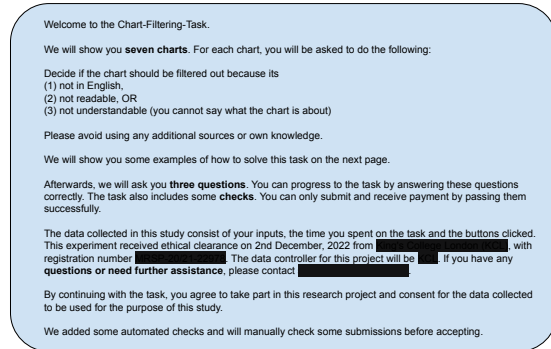 Welcome to the Chart-Filtering-Task.
We will show you seven charts. For each chart, you will be asked to do the following:
Decide if the chart should be filtered out because its
(1) not in English,
(2) not readable, OR
(3) not understandable (you cannot say what the chart is about)
Please avoid using any additional sources or own knowledge.
We will show you some examples of how to solve this task on the next page.
Afterwards, we will ask you three questions. You can progress to the task by answering these questions
correctly. The task also includes some checks. You can only submit and receive payment by passing them
successfully.
The data collected in this study consist of your inputs, the time you spent on the task and the buttons clicked.
This experiment received ethical clearance on 2nd December, 2022 from , with
registration number . The data controller for this project will be . If you have any
questions or need further assistance, please contact .
By continuing with the task, you agree to take part in this research project and consent for the data collected
to be used for the purpose of this study.
We added some automated checks and will manually check some submissions before accepting.